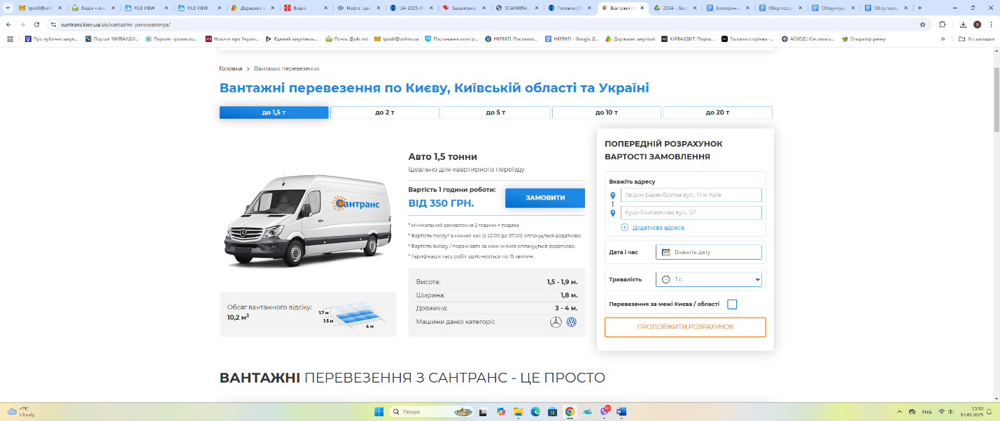 tpodil@onli
Вхідні • zvia
FILE VIEW
FILE VIEW
Державні з
Вхідні
Нафта і ди
UA-2025-01
Завантажи
SCAN0094
Головна | P
Вантажні п
2024 – Goo
Електрична
Обгр.послу
Обґрунтува
Обгр.послу
suntrans.kiev.ua/uk/vantazhni-perevezennya/
Про публічні закуп...
Портал "КИЇВАУДИ...
Перелік промисло...
Новини про Україн...
Єдиний закупівель...
Почта_@ukr.net
tpodil@online.ua
Постачання електр...
НКРЕКП, Постанов...
НКРЕКП - Google Д...
Державні закупівлі
КИЇВАУДИТ. Порта...
Головна сторінка -...
АСКОД | Система е...
Оператор ринку
Усі закладки
Головна > Вантажні перевезення
Вантажні перевезення по Києву, Київській області та Україні
до 1,5 т
до 2 т
до 5 т
до 10 т
до 20 т
Сантранс
Обсяг вантажного відсіку:
10,2 м3
1.7 м
1.5 м
4 м
Авто 1,5 тонни
Ідеально для квартирного переїзду
Вартість 1 години роботи:
ВІД 350 ГРН.
ЗАМОВИТИ
* мінімальний замовлення 2 години + подача
* Вартість послуг в нічний час (з 22:00 до 07:00) оплачується додатково.
* Вартість виїзду / подачі авто за межі м Київ оплачується додатково.
* Тарифікація часу робіт здійснюється по 15 хвилин.
Висота: 1,5 - 1,9 м.
Ширина: 1,8 м.
Довжина: 3 - 4 м.
Машини даної категорії:
ПОПЕРЕДНІЙ РОЗРАХУНОК
ВАРТОСТІ ЗАМОВЛЕННЯ
Вкажіть адресу
Звідки Баренбойма вул., 17 м Київ
Куди Енисейская вул., 5/1
Додаткова адреса
Дата і час
Вкажіть дату
Тривалість
1 г.
Перевезення за межі Києва / області
ПРОДОВЖИТИ РОЗРАХУНОК
ВАНТАЖНІ ПЕРЕВЕЗЕННЯ З САНТРАНС - ЦЕ ПРОСТО
-1°C
Cloudy
Пошук
ENG
13:50
14.01.2025